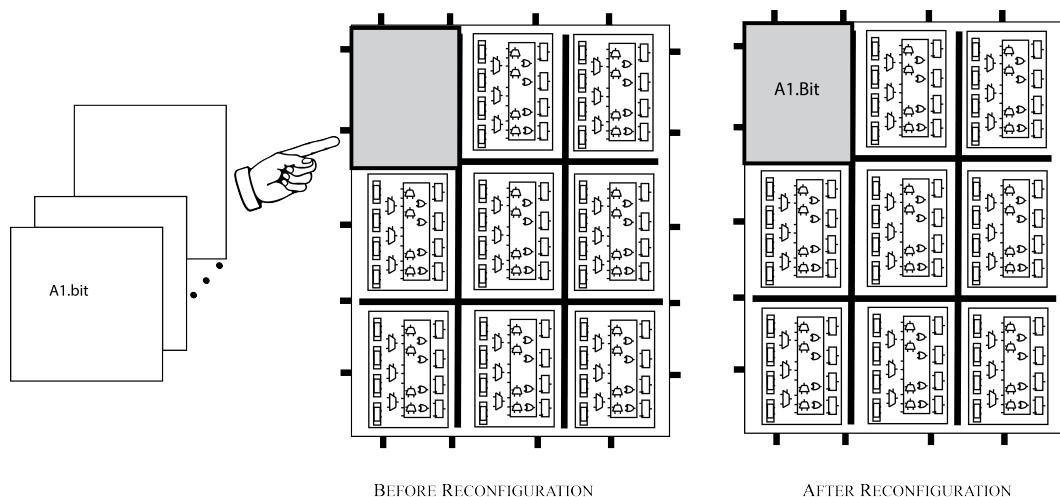 A1.bit
A1.Bit
BEFORE RECONFIGURATION
AFTER RECONFIGURATION